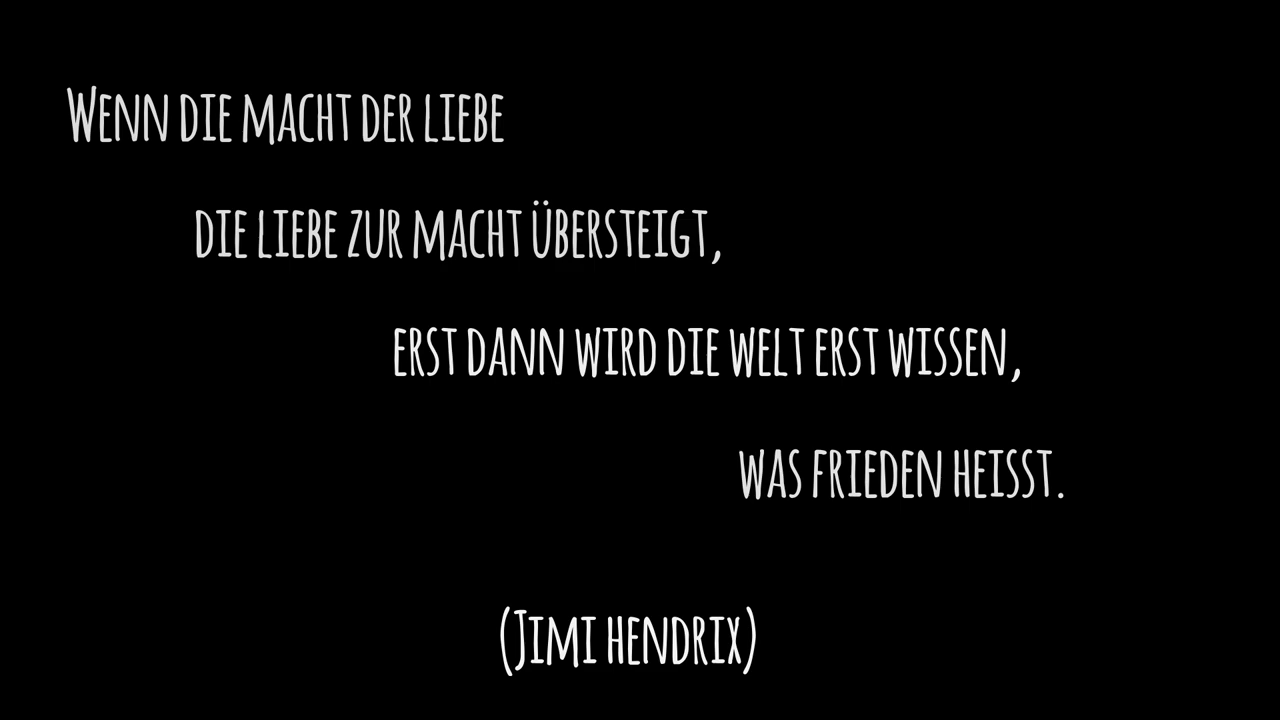 Wenn die Macht der Liebe
die Liebe zur Macht übersteigt,
erst dann wird die Welt erst wissen,
was Frieden heisst.
(Jimi Hendrix)